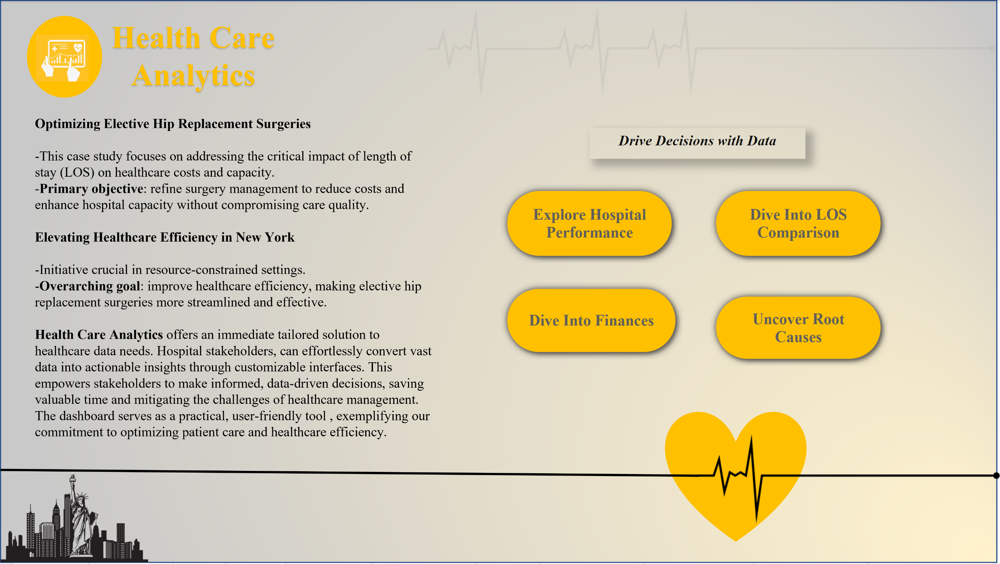 Health Care
Analytics
Optimizing Elective Hip Replacement Surgeries
-This case study focuses on addressing the critical impact of length of
stay (LOS) on healthcare costs and capacity.
-Primary objective: refine surgery management to reduce costs and
enhance hospital capacity without compromising care quality.
Elevating Healthcare Efficiency in New York
-Initiative crucial in resource-constrained settings.
-Overarching goal: improve healthcare efficiency, making elective hip
replacement surgeries more streamlined and effective.
Health Care Analytics offers an immediate tailored solution to
healthcare data needs. Hospital stakeholders, can effortlessly convert vast
data into actionable insights through customizable interfaces. This
empowers stakeholders to make informed, data-driven decisions, saving
valuable time and mitigating the challenges of healthcare management.
The dashboard serves as a practical, user-friendly tool , exemplifying our
commitment to optimizing patient care and healthcare efficiency.
Drive Decisions with Data
Explore Hospital
Performance
Dive Into LOS
Comparison
Dive Into Finances
Uncover Root
Causes